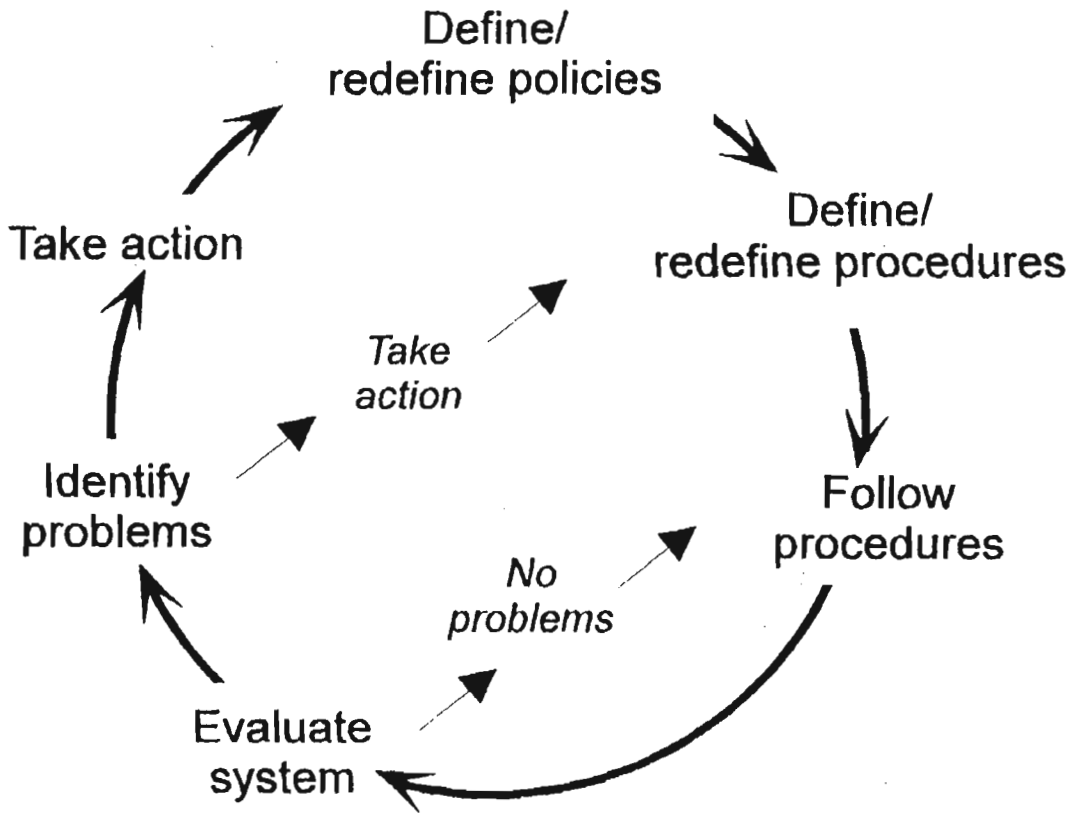 Define/
redefine policies
Define/
redefine procedures
Take action
Take
action
Identify
problems
Follow
procedures
No
problems
Evaluate
system